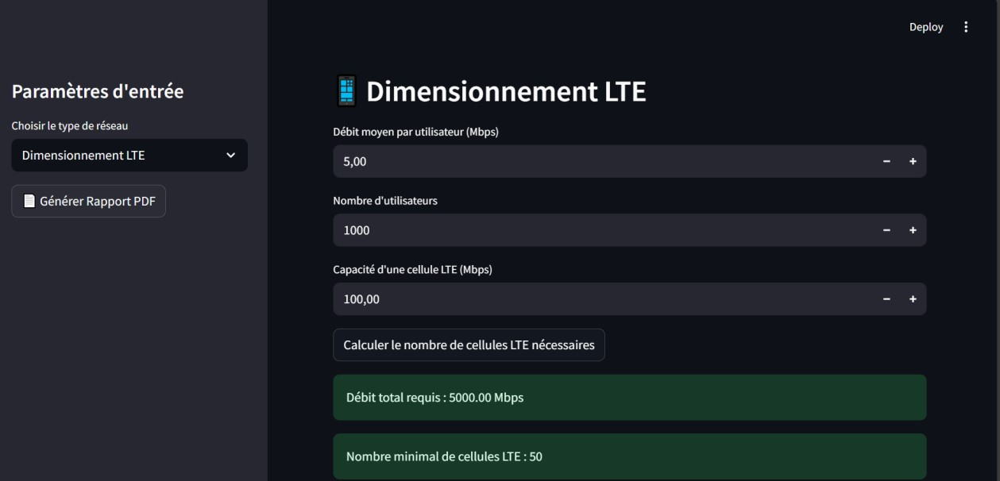 Deploy
Paramètres d'entrée
Choisir le type de réseau
Dimensionnement LTE
Générer Rapport PDF
Dimensionnement LTE
Débit moyen par utilisateur (Mbps)
5,00
Nombre d'utilisateurs
1000
Capacité d'une cellule LTE (Mbps)
100,00
Calculer le nombre de cellules LTE nécessaires
Débit total requis : 5000.00 Mbps
Nombre minimal de cellules LTE : 50